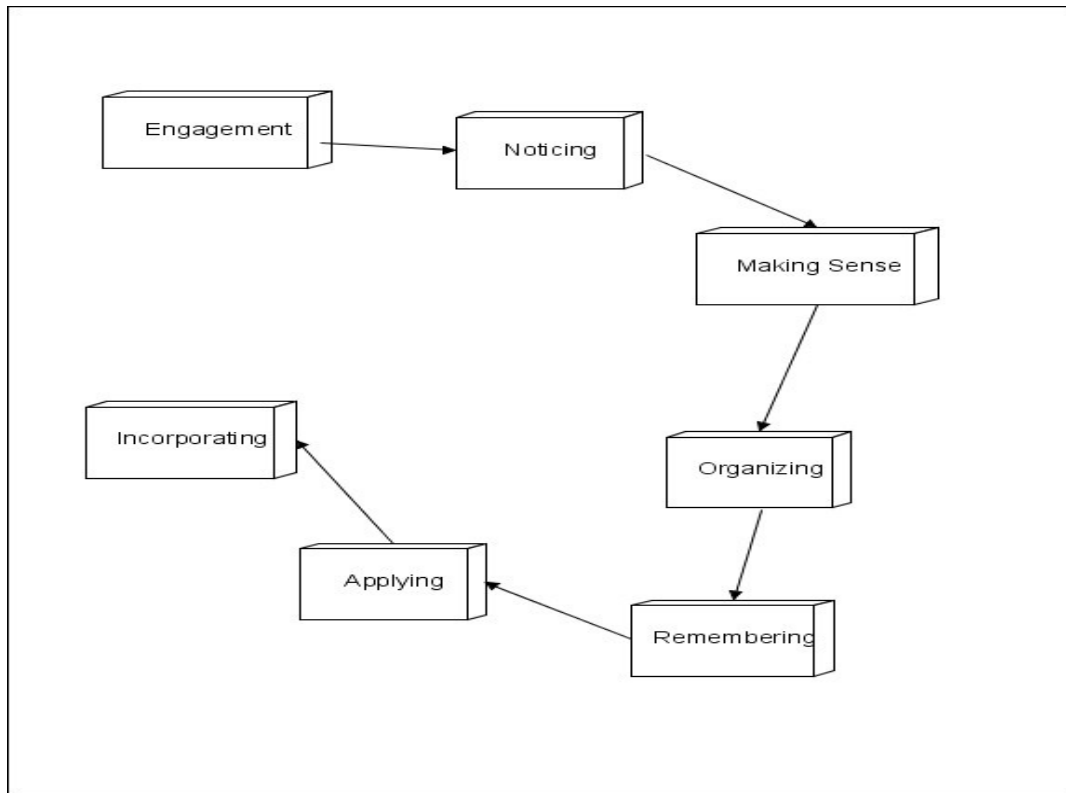 Engagement
Noticing
Making Sense
Organizing
Remembering
Applying
Incorporating